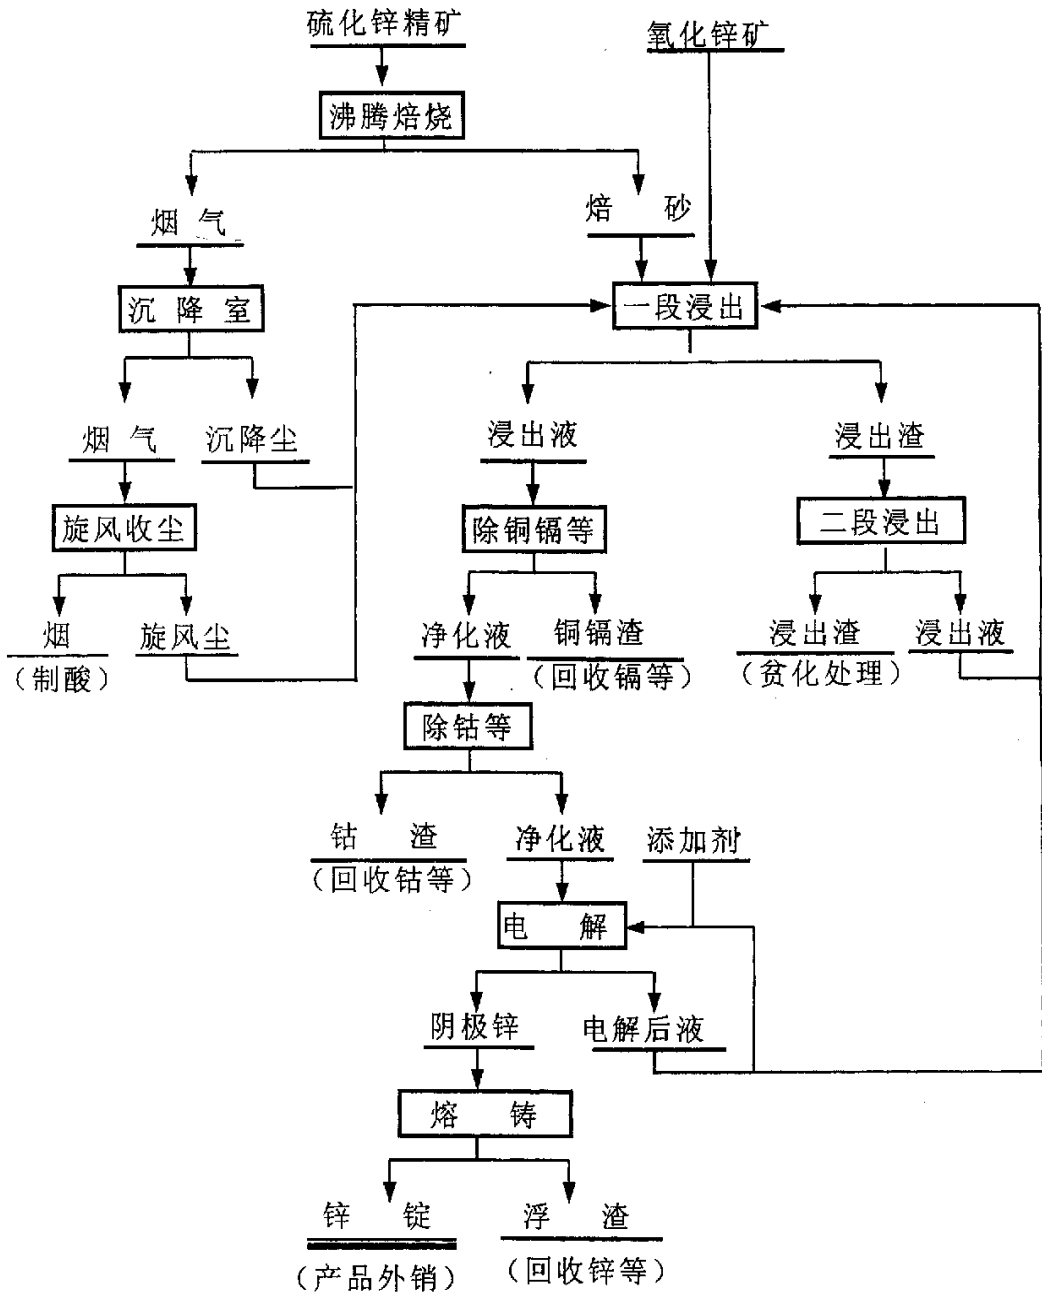 硫化锌精矿
氧化锌矿
沸腾焙烧
烟气
焙砂
沉降室
一段浸出
烟气
沉降尘
浸出液
浸出渣
旋风收尘
除铜镉等
二段浸出
烟
旋风尘
净化液
铜镉渣
浸出渣
浸出液
（制酸）
（回收镉等）
（贫化处理）
除钴等
钴渣
净化液
添加剂
（回收钴等）
电解
阴极锌
电解后液
熔铸
锌锭
浮渣
（产品外销）
（回收锌等）